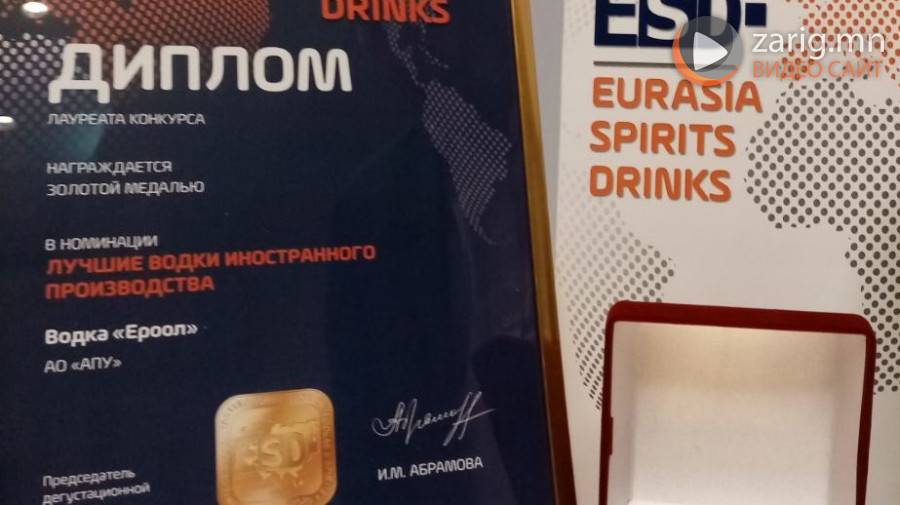 DRINKS
ДИПЛОМ
ЛАУРЕАТА КОНКУРСА
НАГРАЖДАЕТСЯ
ЗОЛОТОЙ МЕДАЛЬЮ
В НОМИНАЦИИ
ЛУЧШИЕ ВОДКИ ИНОСТРАННОГО
ПРОИЗВОДСТВА
Водка «Ероол»
АО «АПУ»
ESD
И.М. АБРАМОВА
Председатель
дегустационной
ESD-
EURASIA
SPIRITS
DRINKS
zarig.mn
ВИДЕО САЙТ